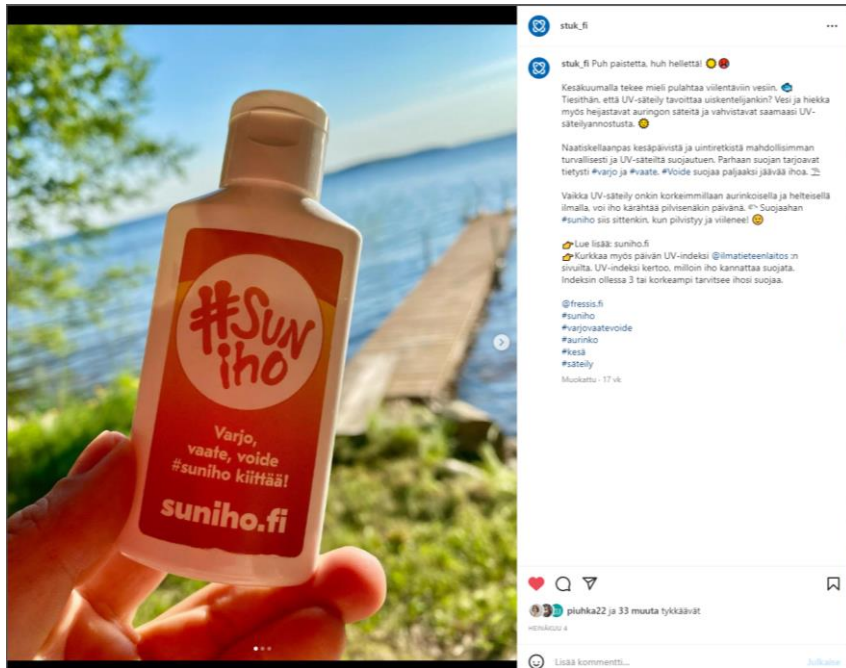 #SUN
iho
Varjo,
vaate, voide
#suniho kiittää!
suniho.fi
stuk_fi
stuk_fi Puh paistetta, huh hellettä!
Kesäkuumalla tekee mieli pulahtaa viilentäviin vesiin.
Tiesithän, että UV-säteily tavoittaa uiskentelijankin? Vesi ja hiekka
myös heijastavat auringon säteitä ja vahvistavat saamaasi UV-
säteilyannostusta.
Naatiskellaanpas kesäpäivistä ja uintiretkistä mahdollisimman
turvallisesti ja UV-säteiltä suojautuen. Parhaan suojan tarjoavat
tietysti #varjo ja #vaate. #Voide suojaa paljaaksi jäävää ihoa.
Vaikka UV-säteily onkin korkeimmillaan aurinkoisella ja helteisellä
ilmalla, voi iho kärähtää pilvisenäkin päivänä. Suojaahan
#suniho siis sittenkin, kun pilvistyy ja viilenee!
Lue lisää: suniho.fi
Kurkkaa myös päivän UV-indeksi @ilmatieteenlaitos :n
sivuilta. UV-indeksi kertoo, milloin iho kannattaa suojata.
Indeksin ollessa 3 tai korkeampi tarvitsee ihosi suojaa.
@fressis.fi
#suniho
#varjovaatevoide
#aurinko
#kesä
#säteily
Muokattu · 17 vk
piuhka22 ja 33 muuta tykkäävät
HEINÄKUU 4
Lisää kommentti...
Julkaise